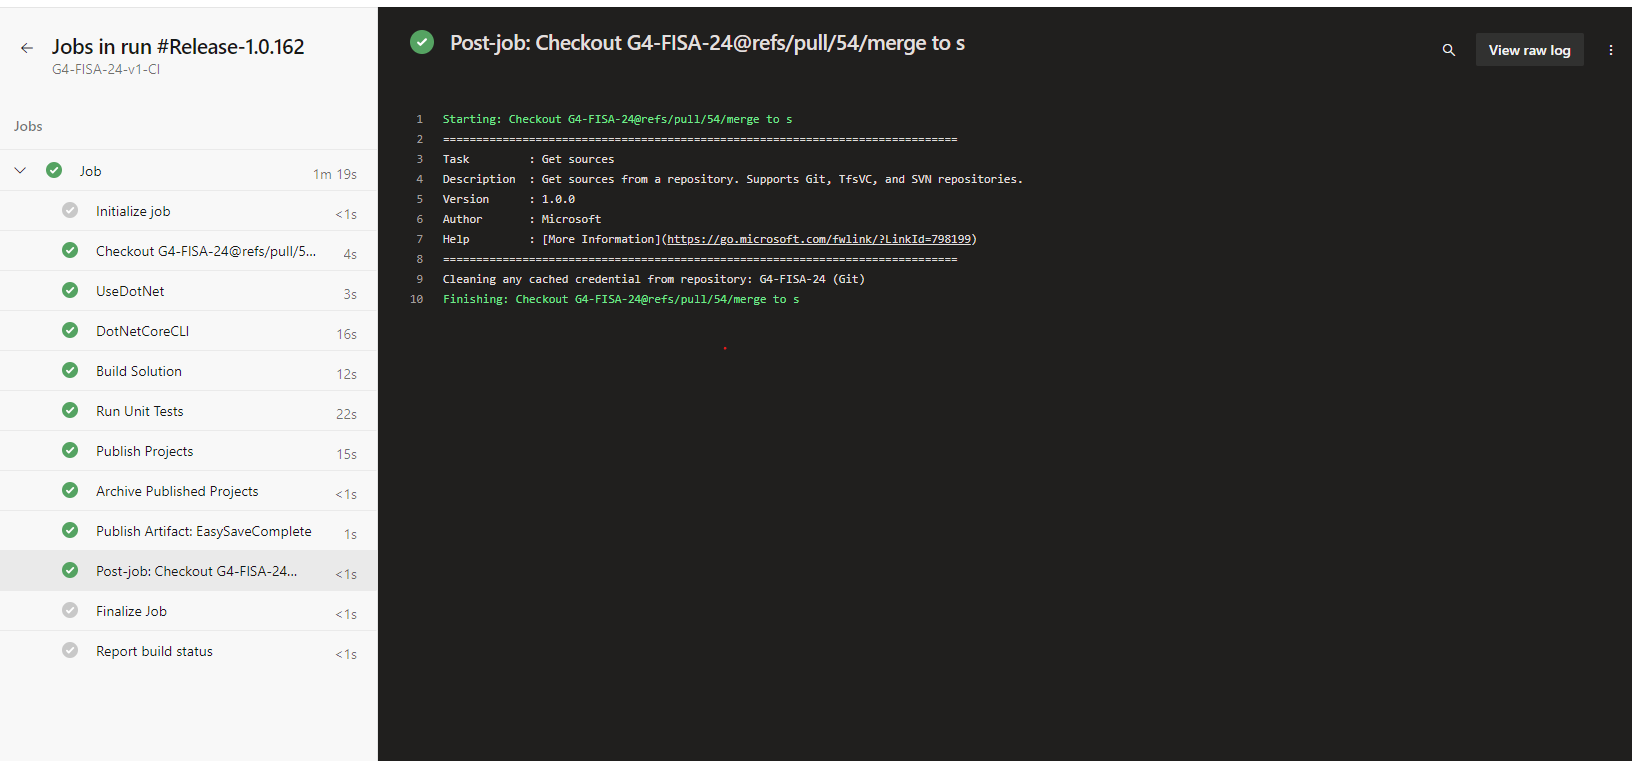 Jobs in run #Release-1.0.162
G4-FISA-24-v1-CI
Jobs
Job 1m 19s
Initialize job <1s
Checkout G4-FISA-24@refs/pull/5... 4s
UseDotNet 3s
DotNetCoreCLI 16s
Build Solution 12s
Run Unit Tests 22s
Publish Projects 15s
Archive Published Projects <1s
Publish Artifact: EasySaveComplete 1s
Post-job: Checkout G4-FISA-24... <1s
Finalize Job <1s
Report build status <1s
Post-job: Checkout G4-FISA-24@refs/pull/54/merge to s
View raw log
1 Starting: Checkout G4-FISA-24@refs/pull/54/merge to s
2 ==============================================================================
3 Task         : Get sources
4 Description  : Get sources from a repository. Supports Git, TfsVC, and SVN repositories.
5 Version      : 1.0.0
6 Author       : Microsoft
7 Help         : [More Information](https://go.microsoft.com/fwlink/?LinkId=798199)
8 ==============================================================================
9 Cleaning any cached credential from repository: G4-FISA-24 (Git)
10 Finishing: Checkout G4-FISA-24@refs/pull/54/merge to s